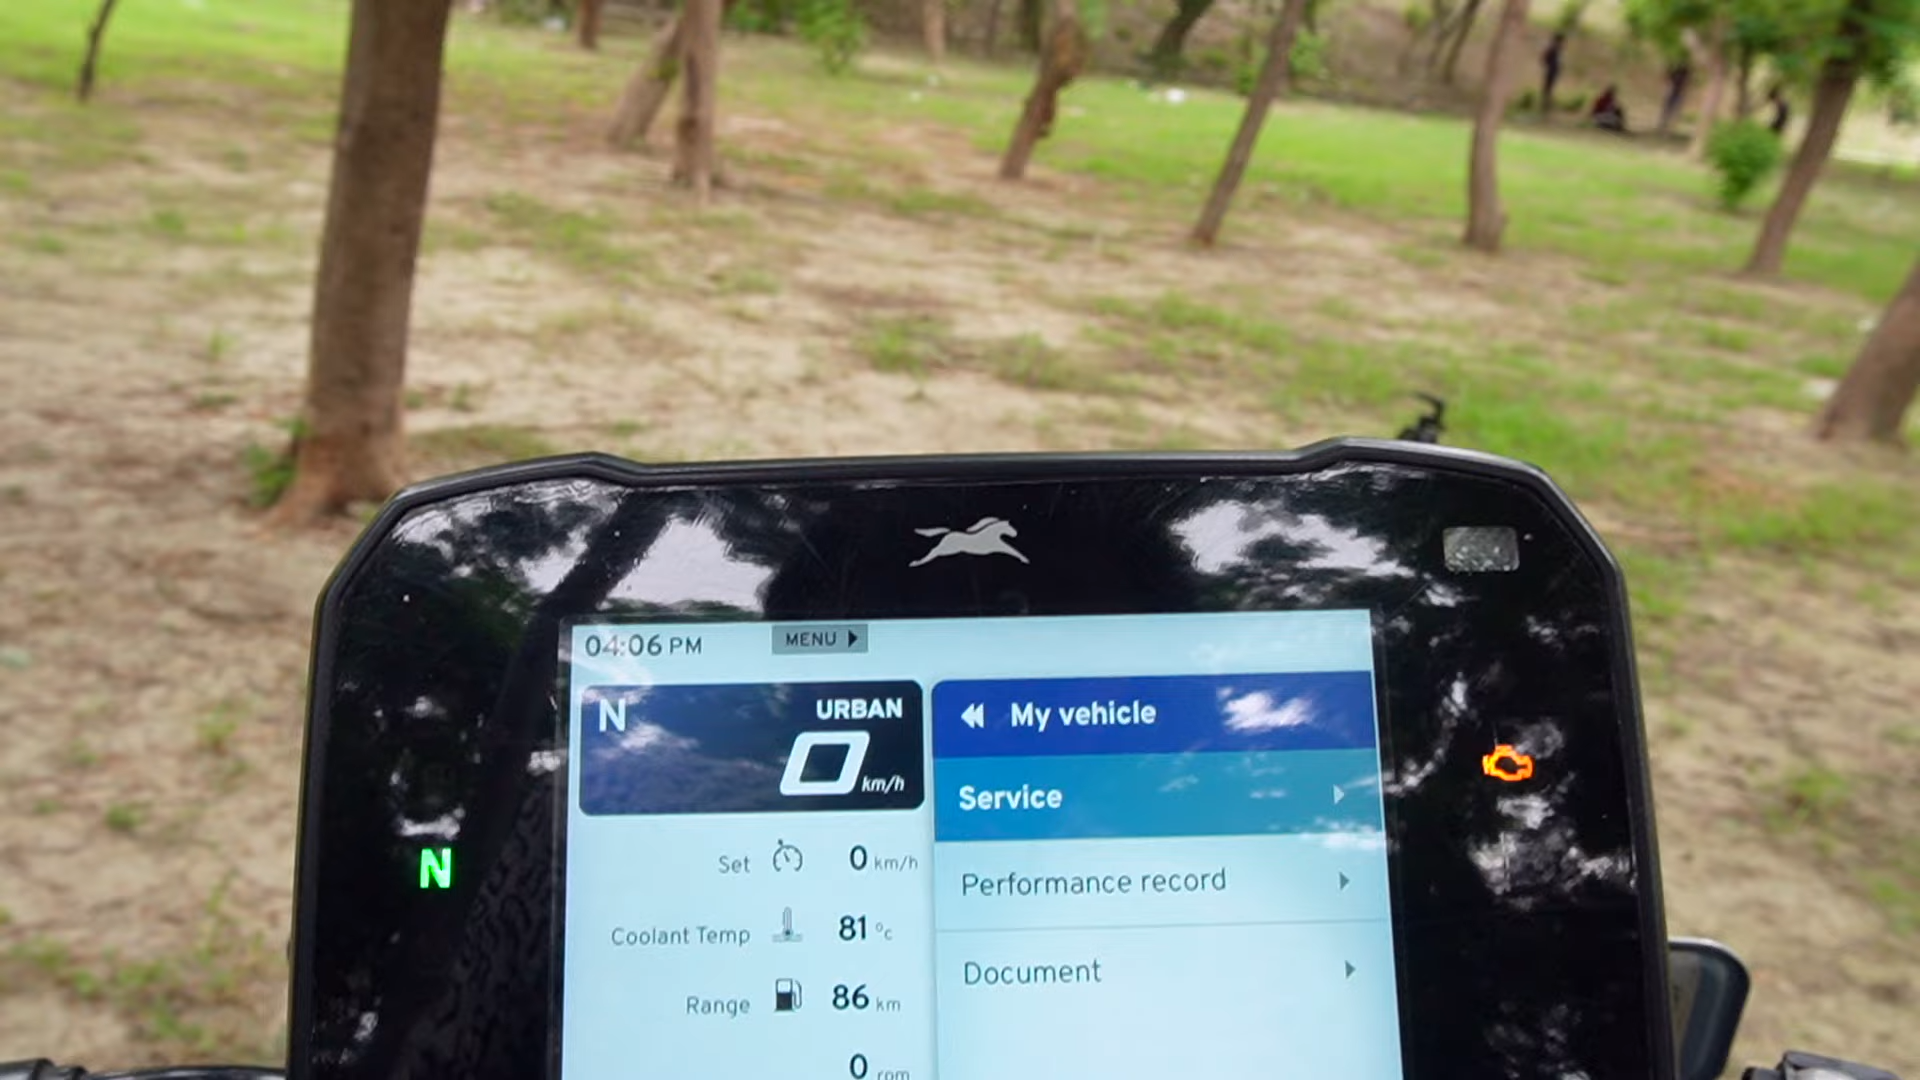 04:06 PM
MENU
N
URBAN
0 km/h
My vehicle
Service
Performance record
Document
Set 0 km/h
Coolant Temp 81 °C
Range 86 km
0 rpm
N